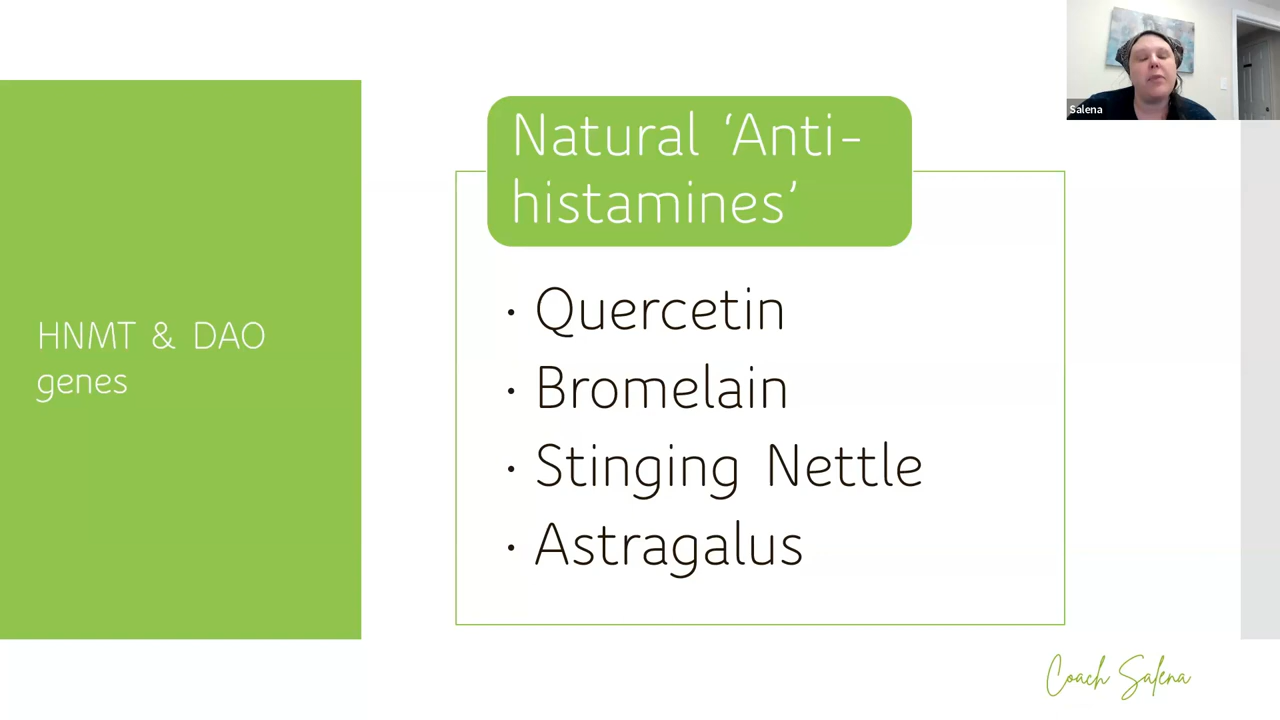 Salena
Natural ‘Anti-
histamines’
HNMT & DAO
genes
· Quercetin
· Bromelain
· Stinging Nettle
· Astragalus
Coach Salena